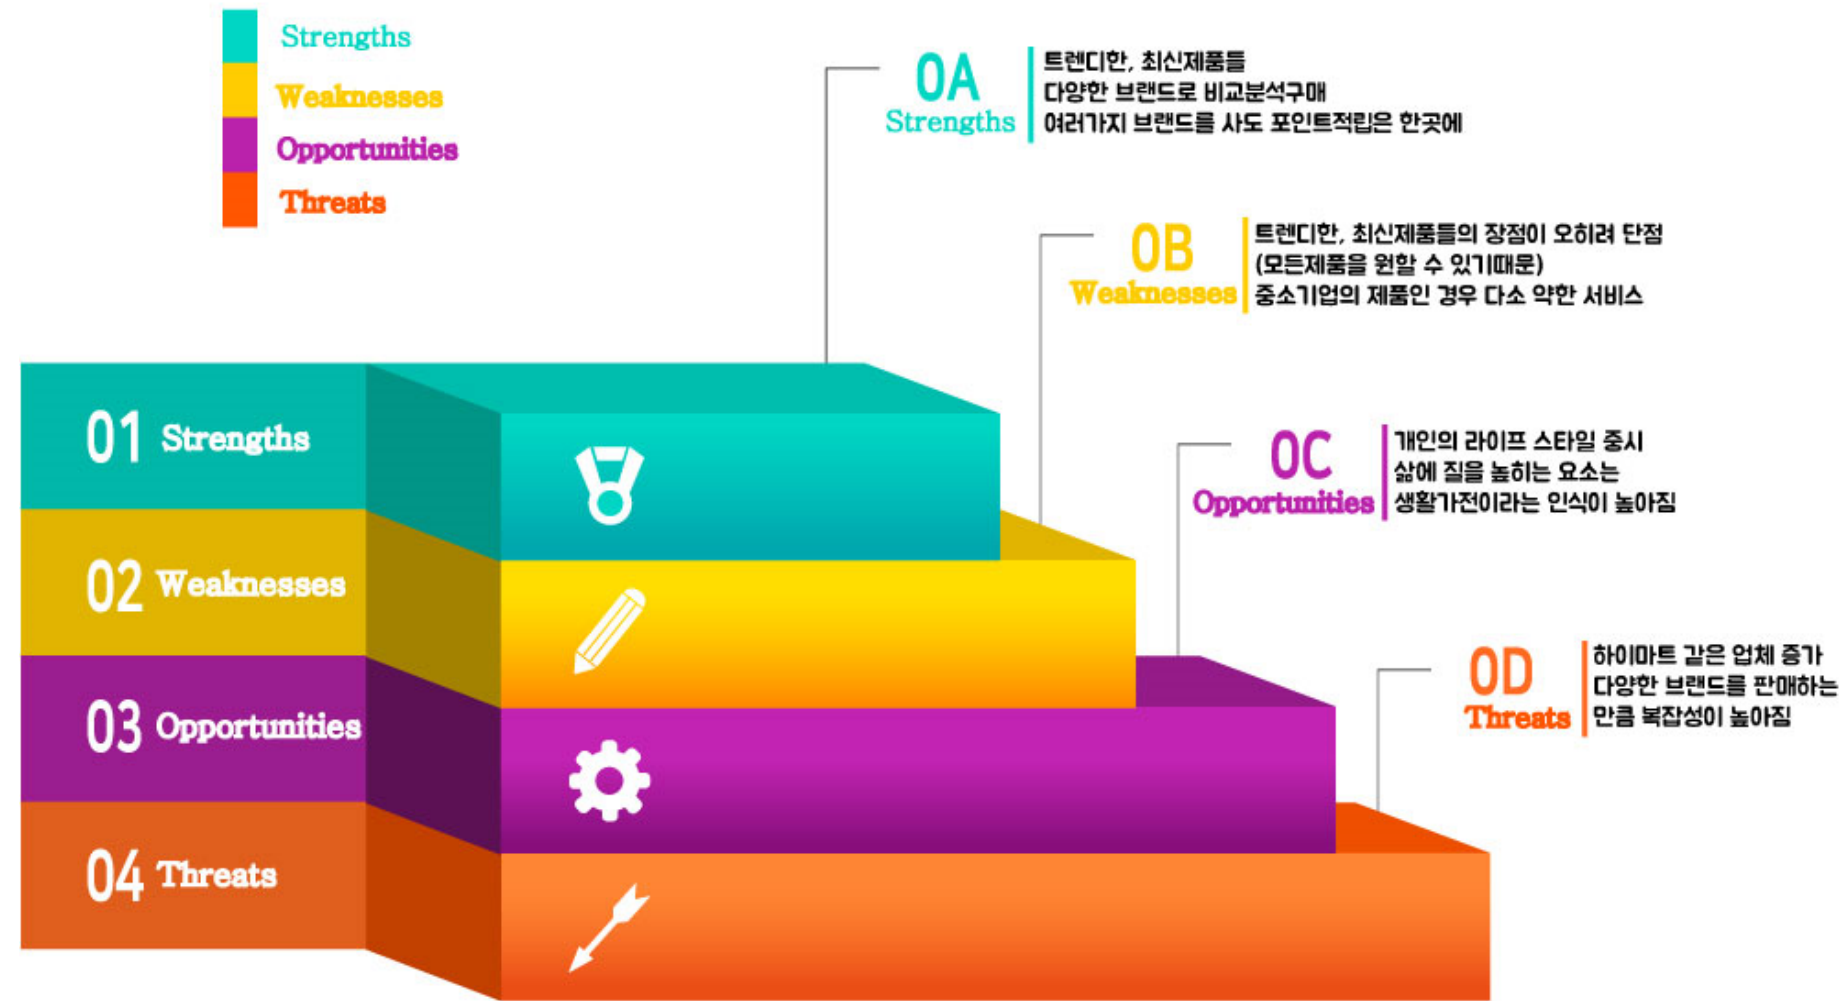 Strengths
Weaknesses
Opportunities
Threats
0A
Strengths
트렌디한, 최신제품들
다양한 브랜드로 비교분석구매
여러가지 브랜드를 사도 포인트적립은 한곳에
0B
Weaknesses
트렌디한, 최신제품들의 장점이 오히려 단점
(모든제품을 원할 수 있기때문)
중소기업의 제품인 경우 다소 약한 서비스
0C
Opportunities
개인의 라이프 스타일 중시
삶에 질을 높히는 요소는
생활가전이라는 인식이 높아짐
0D
Threats
하이마트 같은 업체 증가
다양한 브랜드를 판매하는
만큼 복잡성이 높아짐
01 Strengths
02 Weaknesses
03 Opportunities
04 Threats